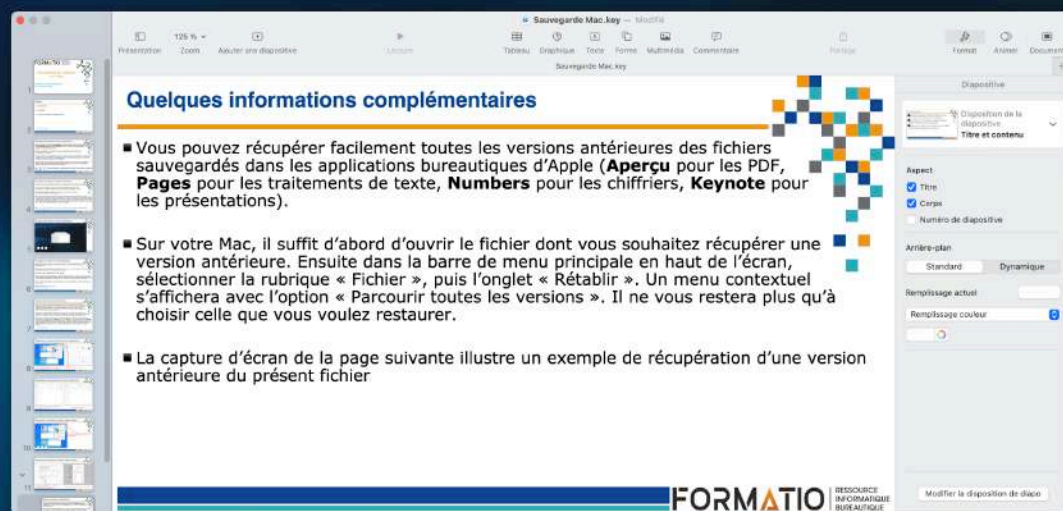 Sauvegarde Mac.key — Modifié
125 %
Présentation Zoom Ajouter une diapositive Lecture Tableau Graphique Texte Forme Multimédia Commentaire Partage Format Animer Document
Sauvegarde Mac.key
Quelques informations complémentaires
Vous pouvez récupérer facilement toutes les versions antérieures des fichiers
sauvegardés dans les applications bureautiques d’Apple (Aperçu pour les PDF,
Pages pour les traitements de texte, Numbers pour les chiffriers, Keynote pour
les présentations).
Sur votre Mac, il suffit d’abord d’ouvrir le fichier dont vous souhaitez récupérer une
version antérieure. Ensuite dans la barre de menu principale en haut de l’écran,
sélectionner la rubrique « Fichier », puis l’onglet « Rétablir ». Un menu contextuel
s’affichera avec l’option « Parcourir toutes les versions ». Il ne vous restera plus qu’à
choisir celle que vous voulez restaurer.
La capture d’écran de la page suivante illustre un exemple de récupération d’une version
antérieure du présent fichier
FORMATIO
RESSOURCE
INFORMATIQUE
BUREAUTIQUE
Diapositive
Disposition de la
diapositive
Titre et contenu
Aspect
Titre
Corps
Numéro de diapositive
Arrière-plan
Standard Dynamique
Remplissage actuel
Remplissage couleur
Modifier la disposition de diapo